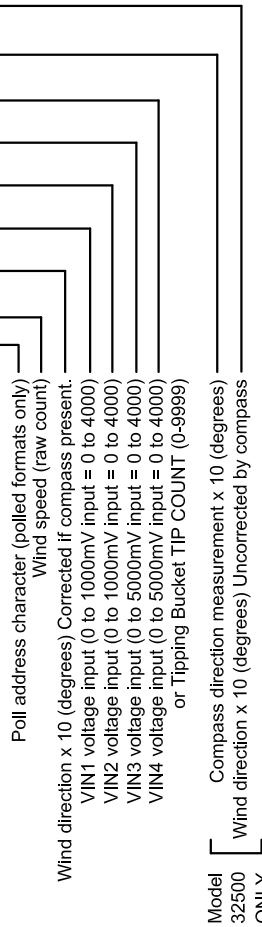 Poll address character (polled formats only)
Wind speed (raw count)
Wind direction x 10 (degrees) Corrected if compass present.
VIN1 voltage input (0 to 1000mV input = 0 to 4000)
VIN2 voltage input (0 to 1000mV input = 0 to 4000)
VIN3 voltage input (0 to 5000mV input = 0 to 4000)
VIN4 voltage input (0 to 5000mV input = 0 to 4000)
or Tipping Bucket TIP COUNT (0-9999)
Model
32500
ONLY
Compass direction measurement x 10 (degrees)
Wind direction x 10 (degrees) Uncorrected by compass